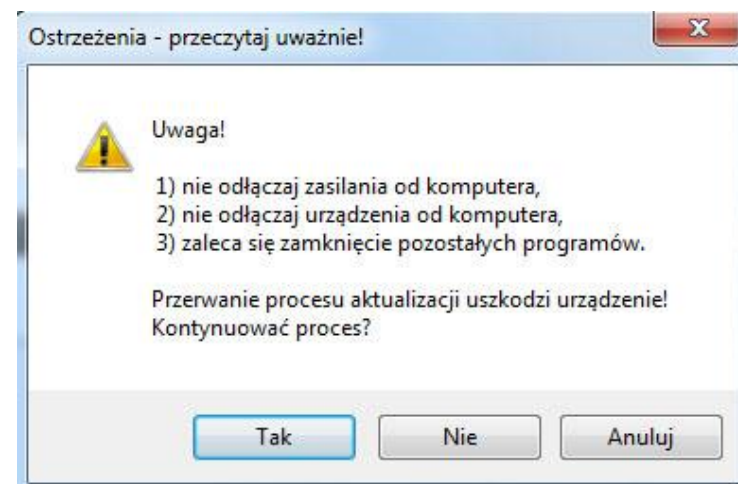 Ostrzeżenia - przeczytaj uważnie!
Uwaga!
1) nie odłączaj zasilania od komputera,
2) nie odłączaj urządzenia od komputera,
3) zaleca się zamknięcie pozostałych programów.
Przerwanie procesu aktualizacji uszkodzi urządzenie!
Kontynuować proces?
Tak Nie Anuluj